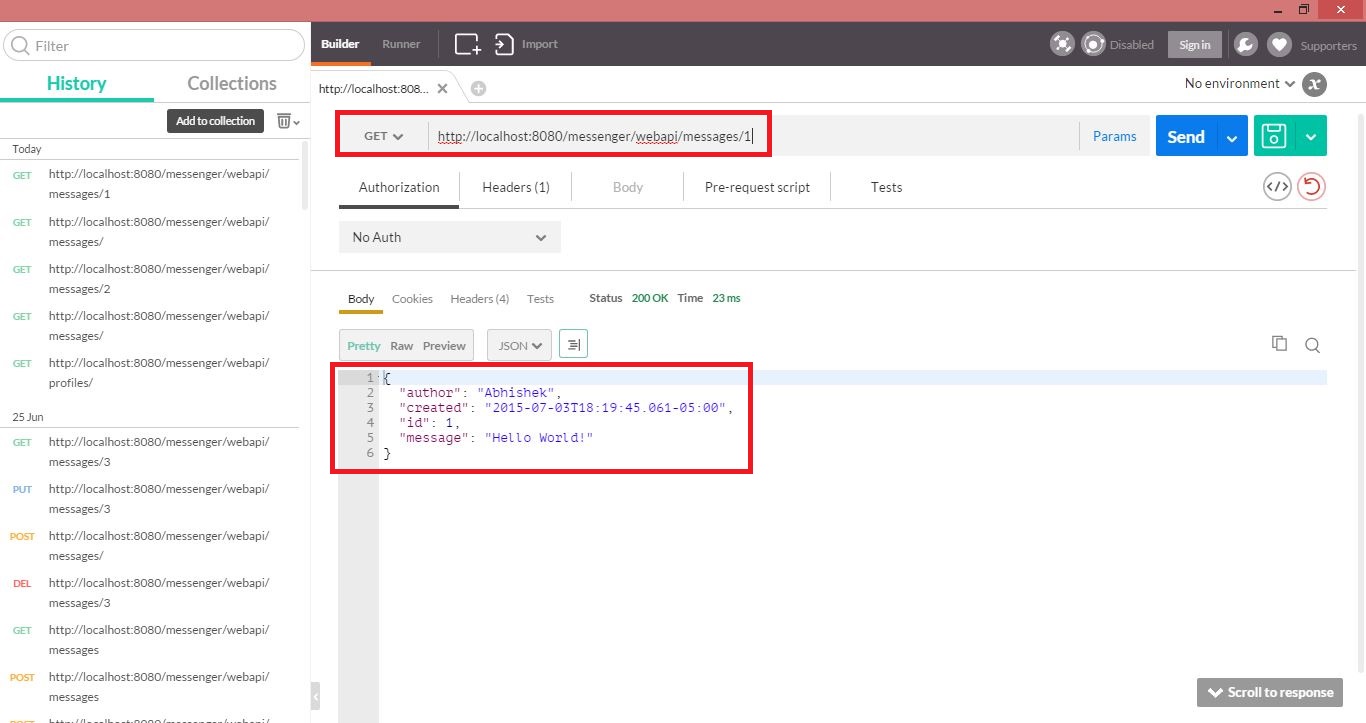 Filter
Builder Runner Import Disabled Sign in Supporters
History Collections
http://localhost:808... No environment
Add to collection
GET http://localhost:8080/messenger/webapi/messages/1 Params Send
Today
GET http://localhost:8080/messenger/webapi/
messages/1
GET http://localhost:8080/messenger/webapi/
messages/
GET http://localhost:8080/messenger/webapi/
messages/2
GET http://localhost:8080/messenger/webapi/
messages/
GET http://localhost:8080/messenger/webapi/
profiles/
25 Jun
GET http://localhost:8080/messenger/webapi/
messages/3
PUT http://localhost:8080/messenger/webapi/
messages/3
POST http://localhost:8080/messenger/webapi/
messages/
DEL http://localhost:8080/messenger/webapi/
messages/3
GET http://localhost:8080/messenger/webapi/
messages
POST http://localhost:8080/messenger/webapi/
messages
Authorization Headers (1) Body Pre-request script Tests
No Auth
Body Cookies Headers (4) Tests Status 200 OK Time 23 ms
Pretty Raw Preview JSON
1 {
2 "author": "Abhishek",
3 "created": "2015-07-03T18:19:45.061-05:00",
4 "id": 1,
5 "message": "Hello World!"
6 }
Scroll to response